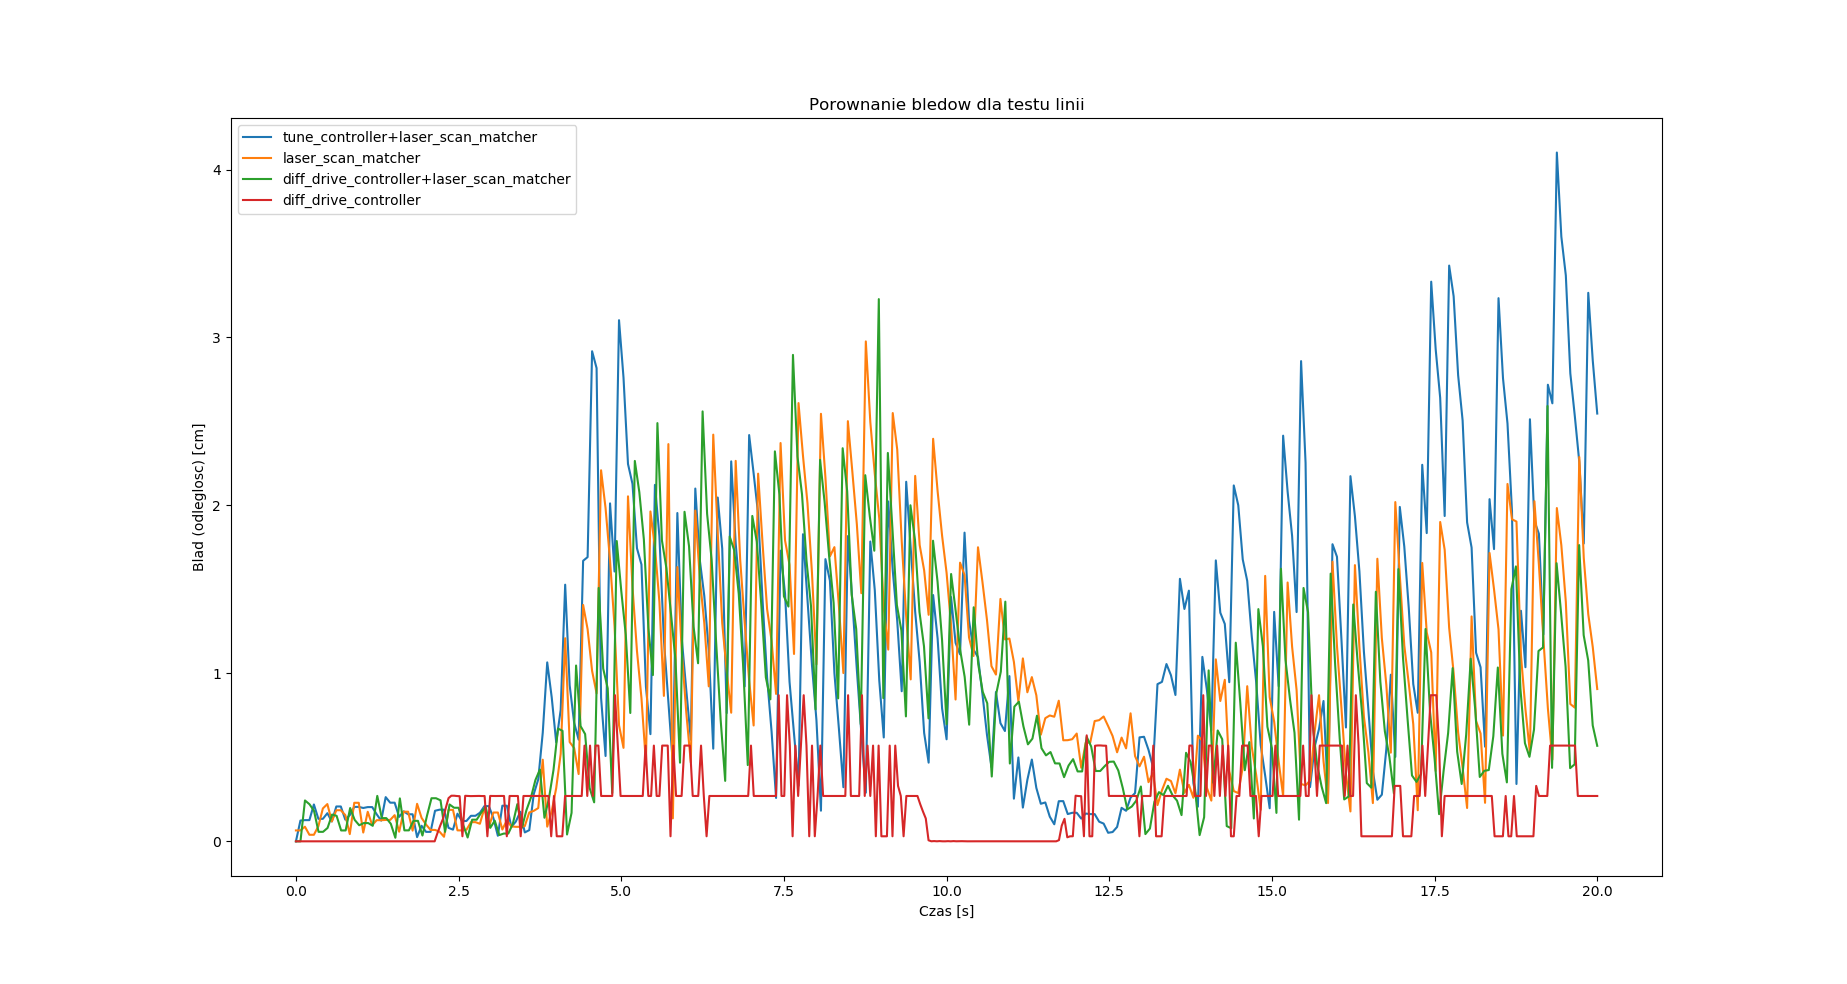 Porownanie bledow dla testu linii
tune_controller+laser_scan_matcher
laser_scan_matcher
diff_drive_controller+laser_scan_matcher
diff_drive_controller
Blad (odleglosc) [cm]
4
3
2
1
0
0.0 2.5 5.0 7.5 10.0 12.5 15.0 17.5 20.0
Czas [s]